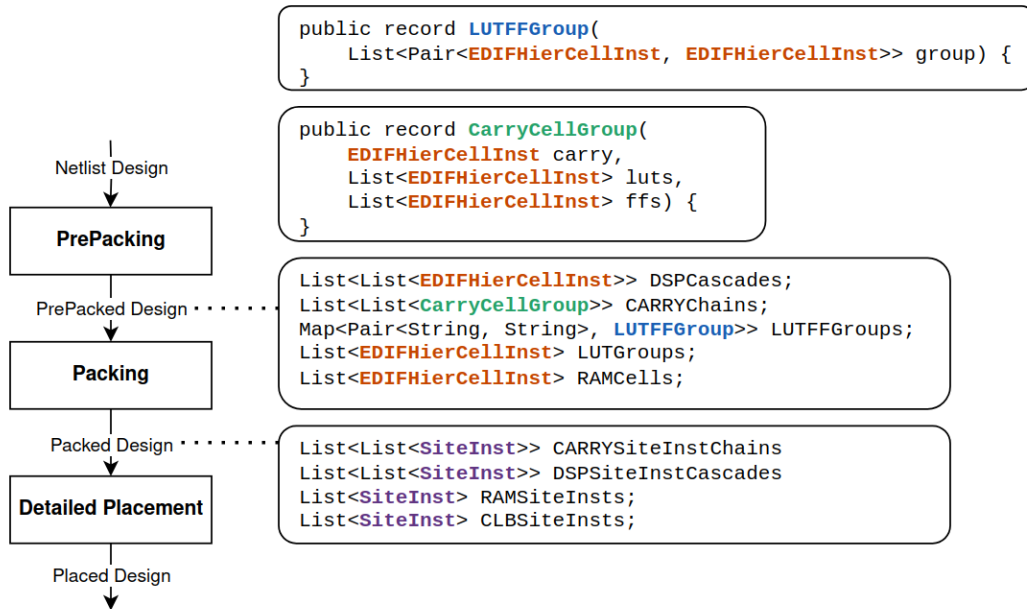 public record LUTFFGroup(
List<Pair<EDIFHierCellInst, EDIFHierCellInst>> group) {
}
public record CarryCellGroup(
EDIFHierCellInst carry,
List<EDIFHierCellInst> luts,
List<EDIFHierCellInst> ffs) {
}
Netlist Design
PrePacking
PrePacked Design
List<List<EDIFHierCellInst>> DSPCascades;
List<List<CarryCellGroup>> CARRYChains;
Map<Pair<String, String>, LUTFFGroup>> LUTFFGroups;
List<EDIFHierCellInst> LUTGroups;
List<EDIFHierCellInst> RAMCells;
Packing
Packed Design
List<List<SiteInst>> CARRYSiteInstChains
List<List<SiteInst>> DSPSiteInstCascades
List<SiteInst> RAMSiteInsts;
List<SiteInst> CLBSiteInsts;
Detailed Placement
Placed Design